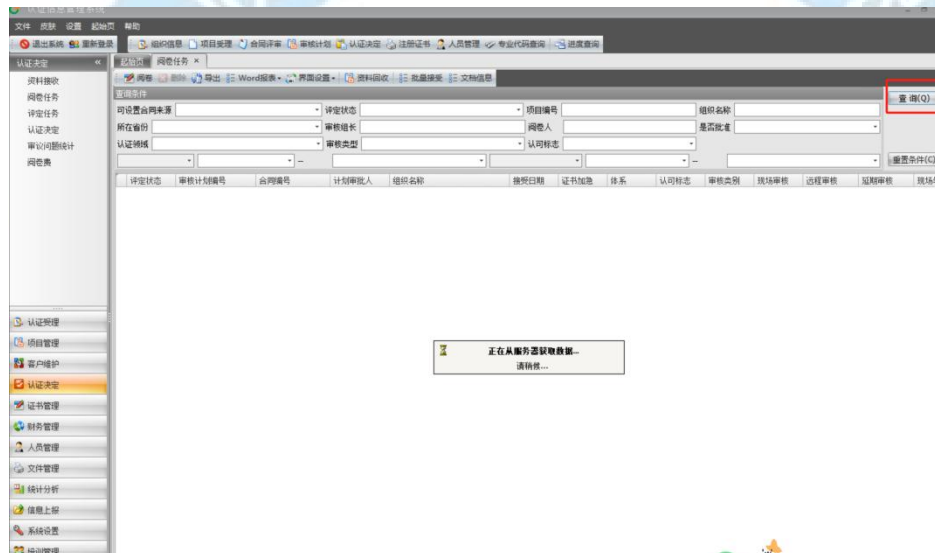 认证信息管理系统
文件 皮肤 设置 起始页 帮助
退出系统 重新登录 组织信息 项目受理 合同评审 审核计划 认证决定 注册证书 人员管理 专业代码查询 进度查询
认证决定 « 起始页 阅卷任务 ×
阅卷 删除 导出 Word报表 界面设置 资料回收 批量接受 文档信息
资料接收
阅卷任务
评定任务
认证决定
审议问题统计
阅卷费
查询条件
可设置合同来源 评定状态 项目编号 组织名称 查询(Q)
所在省份 审核组长 阅卷人 是否批准
认证领域 审核类型 认可标志
– – 重置条件(C)
评定状态 审核计划编号 合同编号 计划审批人 组织名称 接受日期 证书加急 体系 认可标志 审核类别 现场审核 远程审核 延期审核
正在从服务器获取数据...
请稍候...
认证受理
项目管理
客户维护
认证决定
证书管理
财务管理
人员管理
文件管理
统计分析
信息上报
系统设置
培训管理